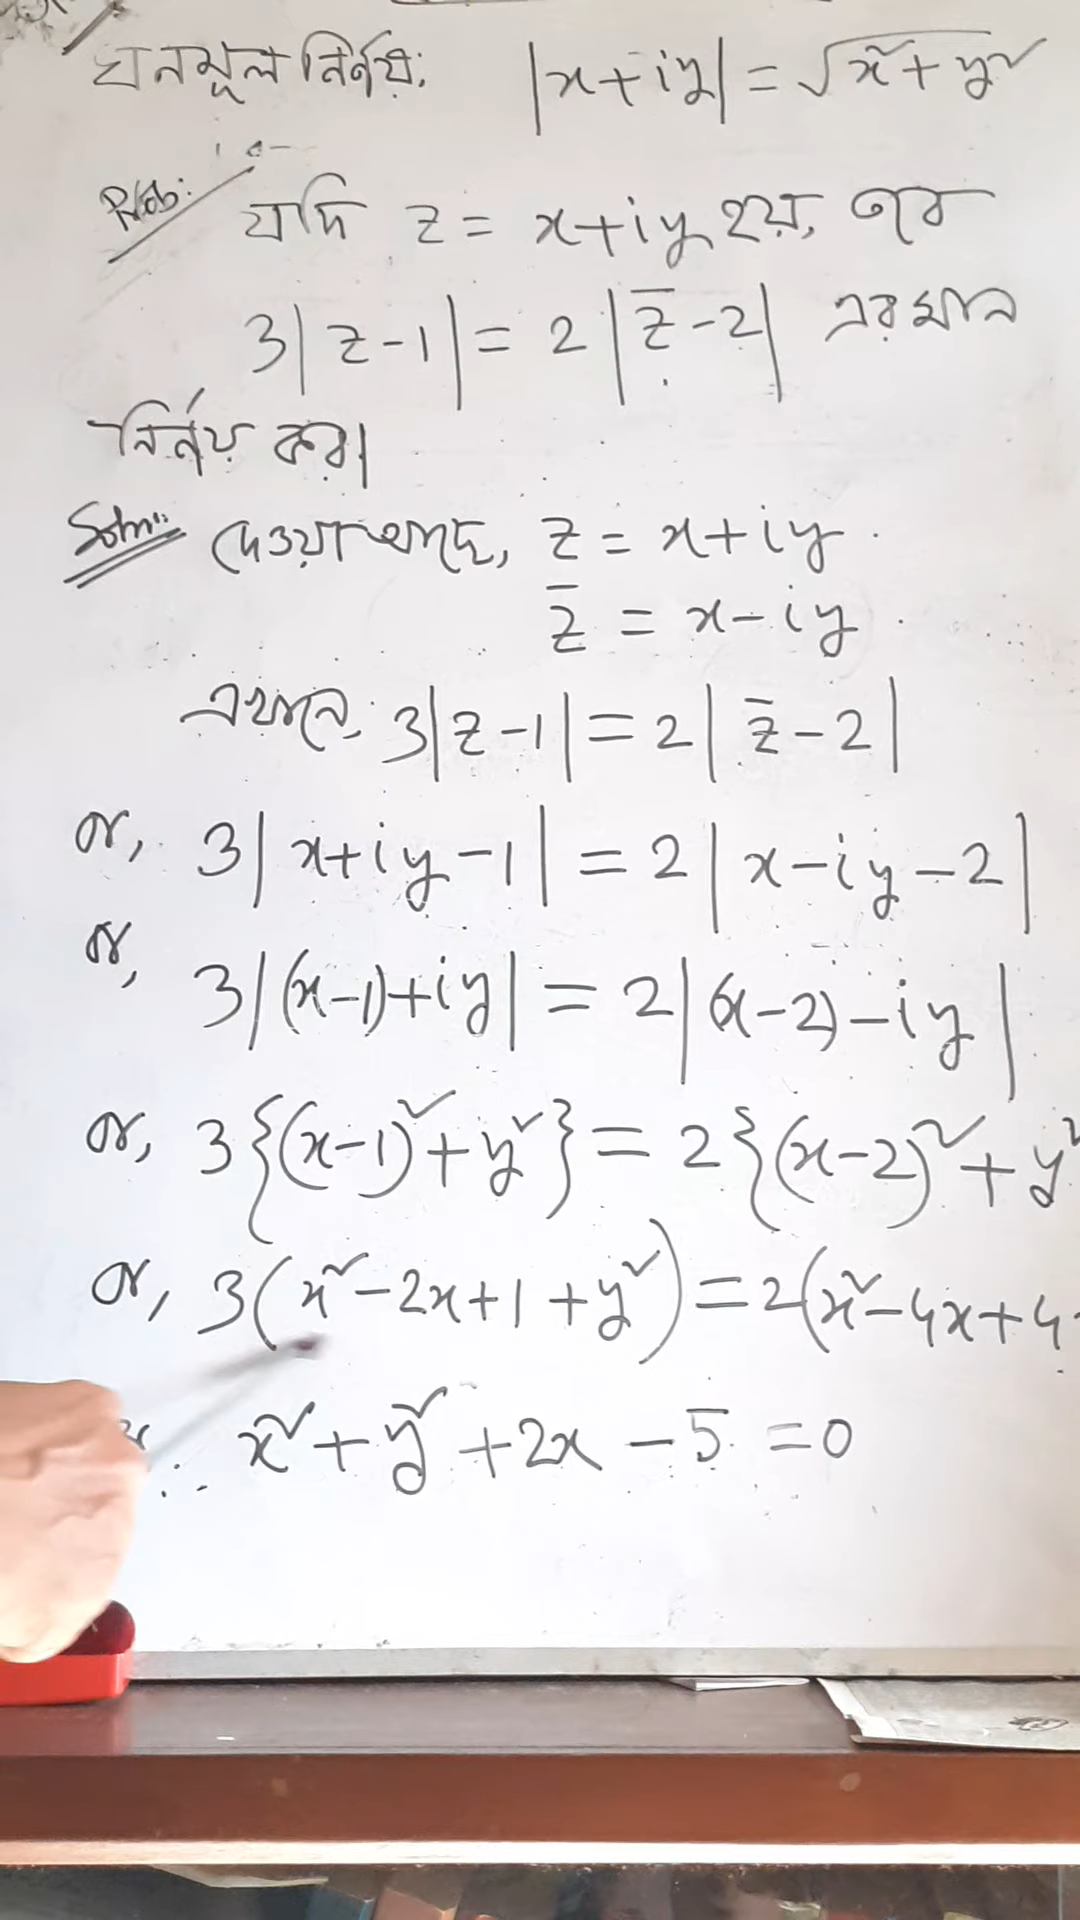 ঘনমূল নির্নয়: |x+iy| = √x²+y²
Prob: যদি z = x+iy হয়, তবে
3|z-1| = 2|z̄-2| এর মান
নির্নয় কর।
Soln: দেওয়া আছে, z = x+iy
z̄ = x-iy
এখানে, 3|z-1| = 2|z̄-2|
or, 3|x+iy-1| = 2|x-iy-2|
or, 3|(x-1)+iy| = 2|(x-2)-iy|
or, 3{(x-1)²+y²} = 2{(x-2)²+y²
or, 3(x²-2x+1+y²) = 2(x²-4x+4
∴ x²+y²+2x-5=0